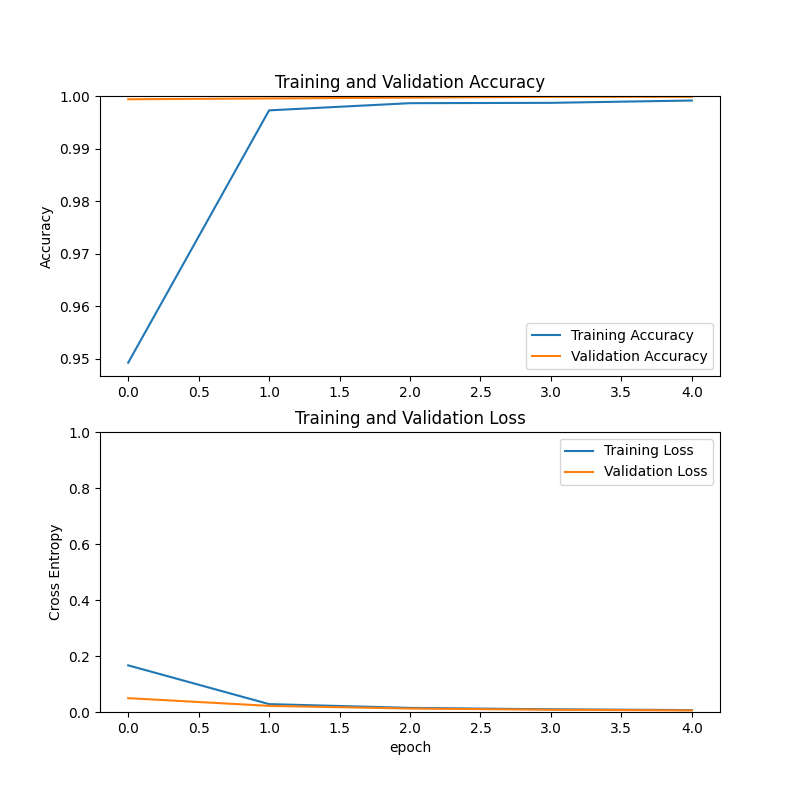 Training and Validation Accuracy
1.00
0.99
0.98
0.97
0.96
0.95
Accuracy
Training Accuracy
Validation Accuracy
0.0 0.5 1.0 1.5 2.0 2.5 3.0 3.5 4.0
Training and Validation Loss
1.0
0.8
0.6
0.4
0.2
0.0
Cross Entropy
Training Loss
Validation Loss
0.0 0.5 1.0 1.5 2.0 2.5 3.0 3.5 4.0
epoch